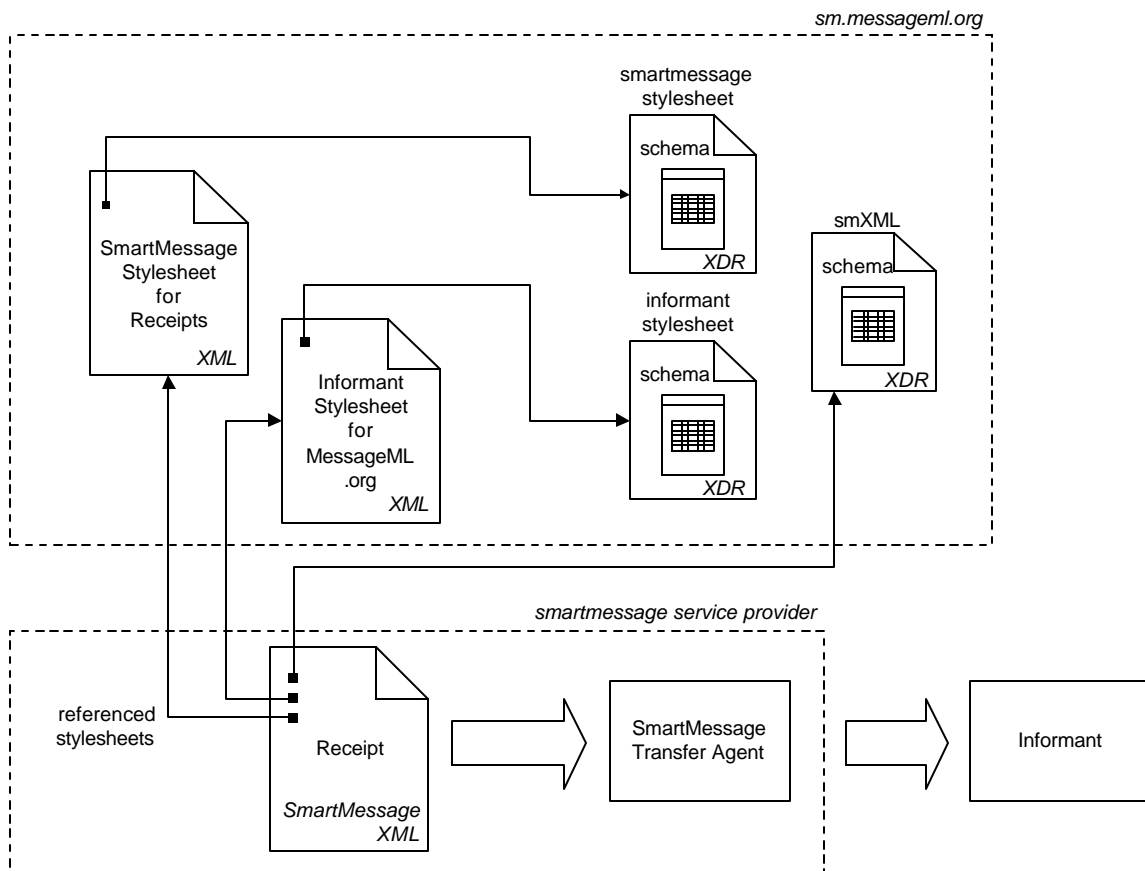 sm.messageml.org
smartmessage
stylesheet
schema
XDR
SmartMessage
Stylesheet
for
Receipts
XML
smXML
schema
XDR
informant
stylesheet
schema
XDR
Informant
Stylesheet
for
MessageML
.org
XML
smartmessage service provider
referenced
stylesheets
Receipt
SmartMessage
XML
SmartMessage
Transfer Agent
Informant